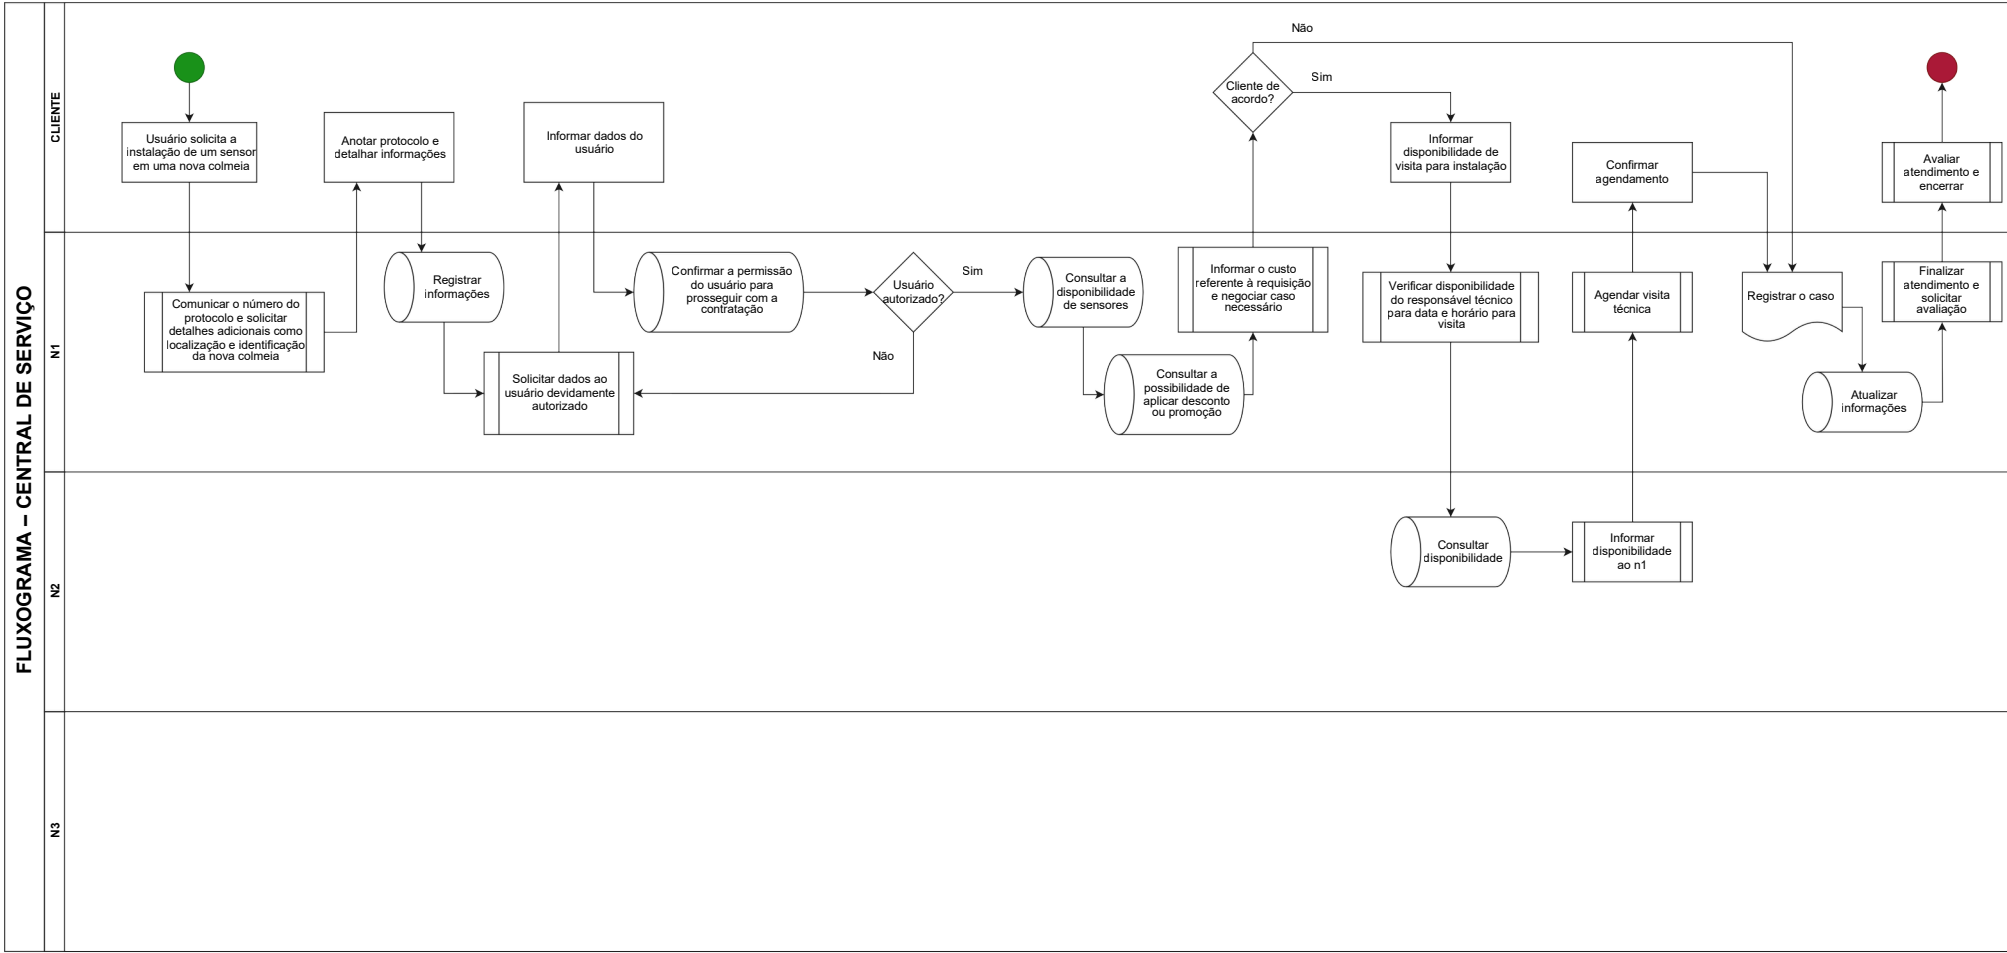 FLUXOGRAMA – CENTRAL DE SERVIÇO
CLIENTE
Usuário solicita a
instalação de um sensor
em uma nova colmeia
Anotar protocolo e
detalhar informações
Informar dados do
usuário
Não
Cliente de
acordo?
Sim
Informar
disponibilidade de
visita para instalação
Confirmar
agendamento
Avaliar
atendimento e
encerrar
N1
Comunicar o número do
protocolo e solicitar
detalhes adicionais como
localização e identificação
da nova colmeia
Registrar
informações
Solicitar dados ao
usuário devidamente
autorizado
Confirmar a permissão
do usuário para
prosseguir com a
contratação
Usuário
autorizado?
Sim
Não
Consultar a
disponibilidade
de sensores
Consultar a
possibilidade de
aplicar desconto
ou promoção
Informar o custo
referente à requisição
e negociar caso
necessário
Verificar disponibilidade
do responsável técnico
para data e horário para
visita
Agendar visita
técnica
Registrar o caso
Atualizar
informações
Finalizar
atendimento e
solicitar
avaliação
N2
Consultar
disponibilidade
Informar
disponibilidade
ao n1
N3